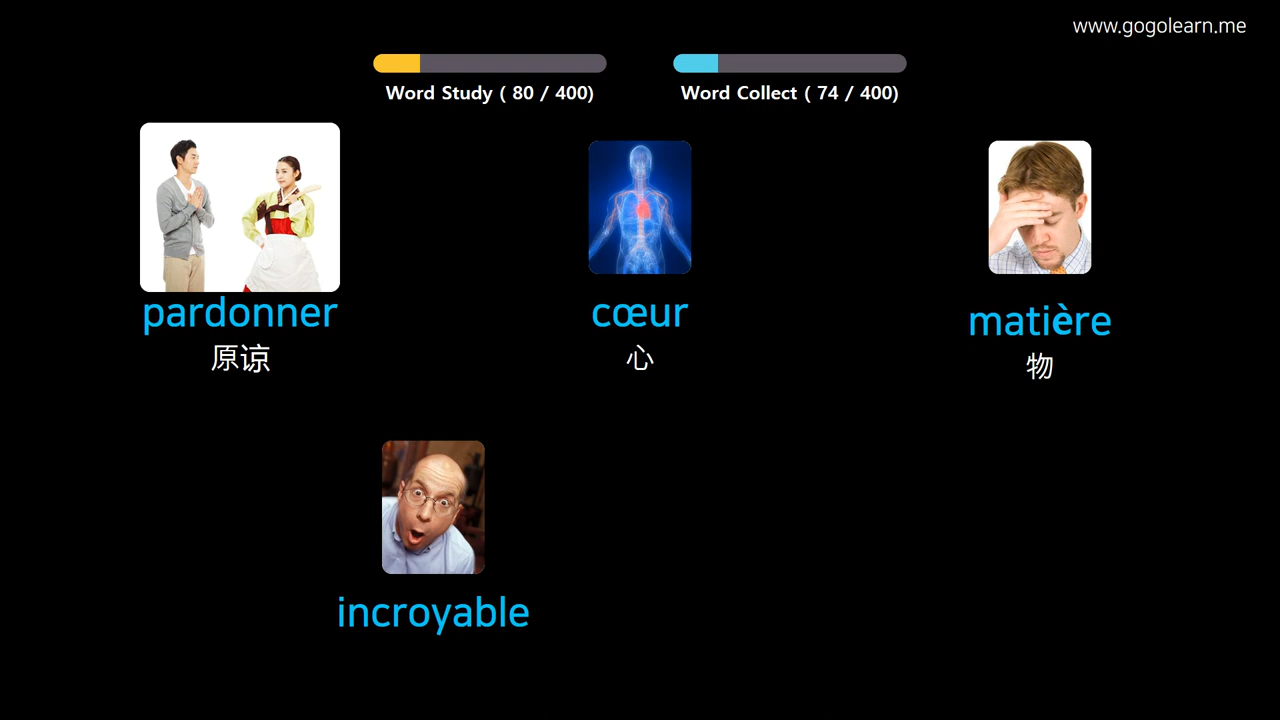 www.gogolearn.me
Word Study ( 80 / 400)
Word Collect ( 74 / 400)
pardonner
原谅
cœur
心
matière
物
incroyable